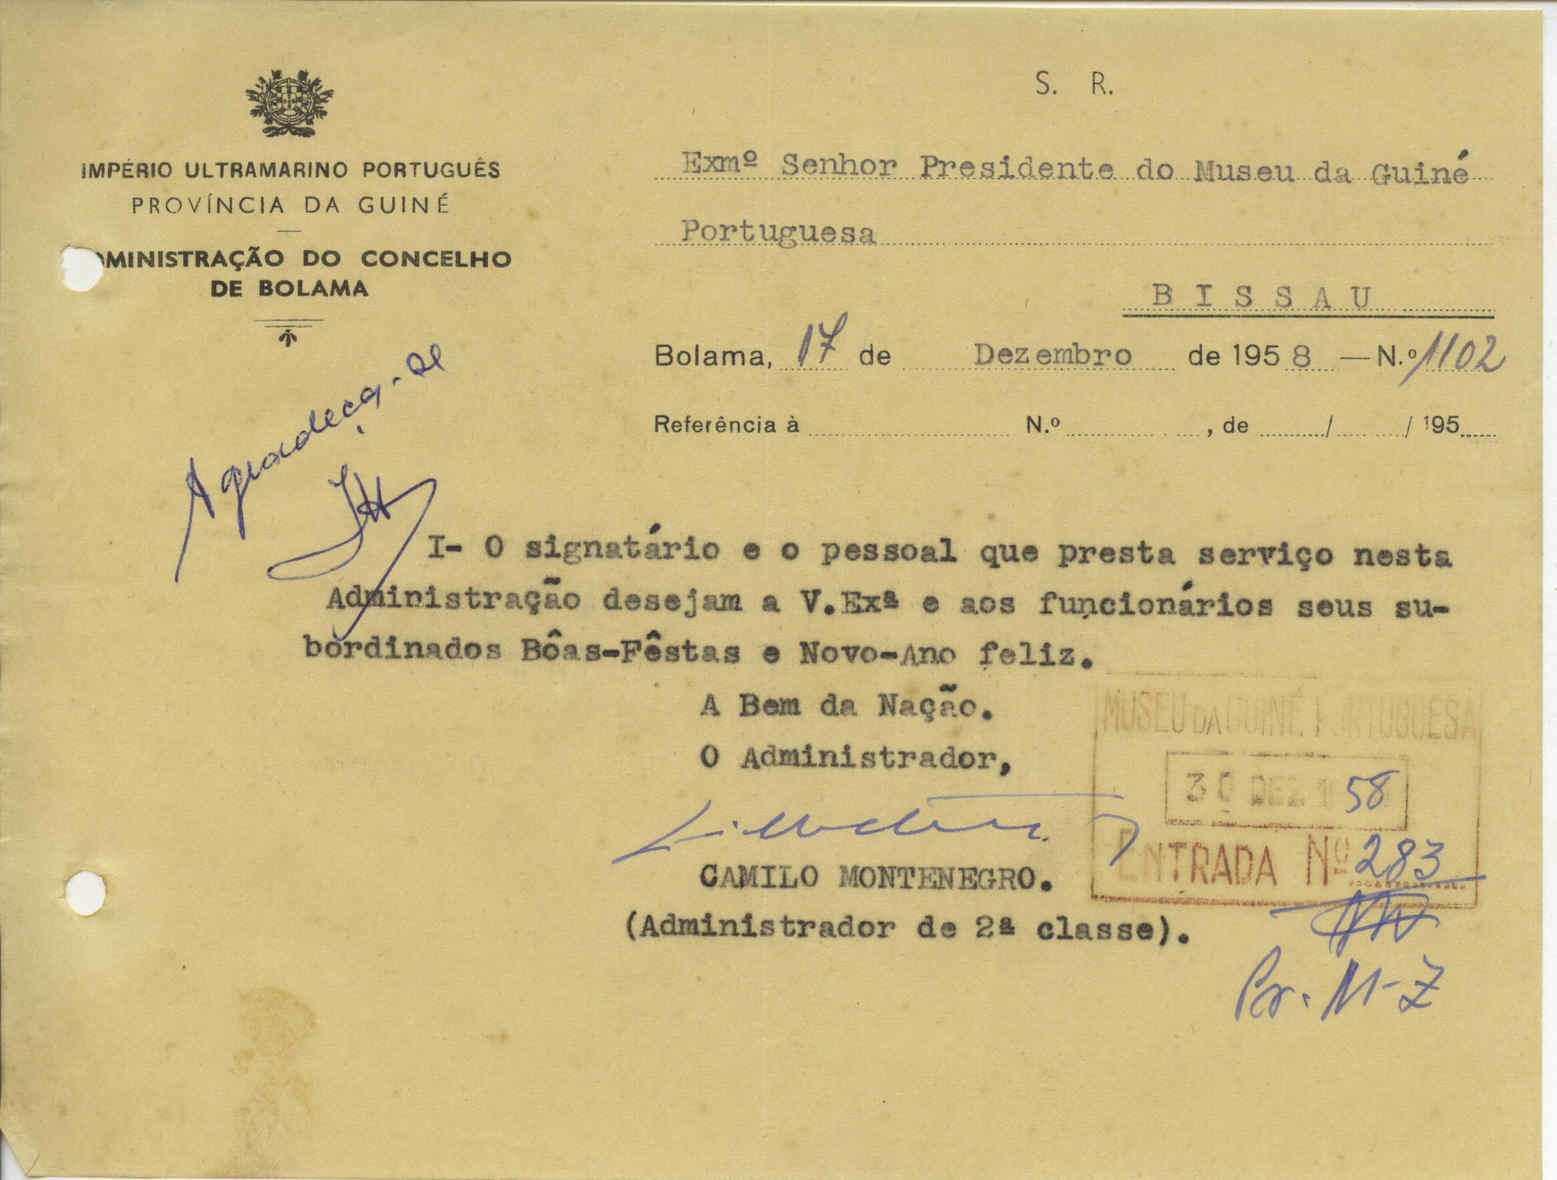 S. R.
IMPÉRIO ULTRAMARINO PORTUGUÊS
PROVÍNCIA DA GUINÉ
DMINISTRAÇÃO DO CONCELHO
DE BOLAMA
Exmº Senhor Presidente do Museu da Guiné
Portuguesa
B I S S A U
Bolama, 17 de Dezembro de 1958 — N.º 1102
Referência à N.º , de / / 195
Agradeça-se
I- O signatário e o pessoal que presta serviço nesta
Administração desejam a V.Exª e aos funcionários seus su-
bordinados Bôas-Fêstas e Novo-Ano feliz.
A Bem da Nação.
O Administrador,
CAMILO MONTENEGRO.
(Administrador de 2ª classe).
MUSEU DA GUINÉ PORTUGUESA
30 DEZ 1958
ENTRADA Nº 283
Pr. M-Z